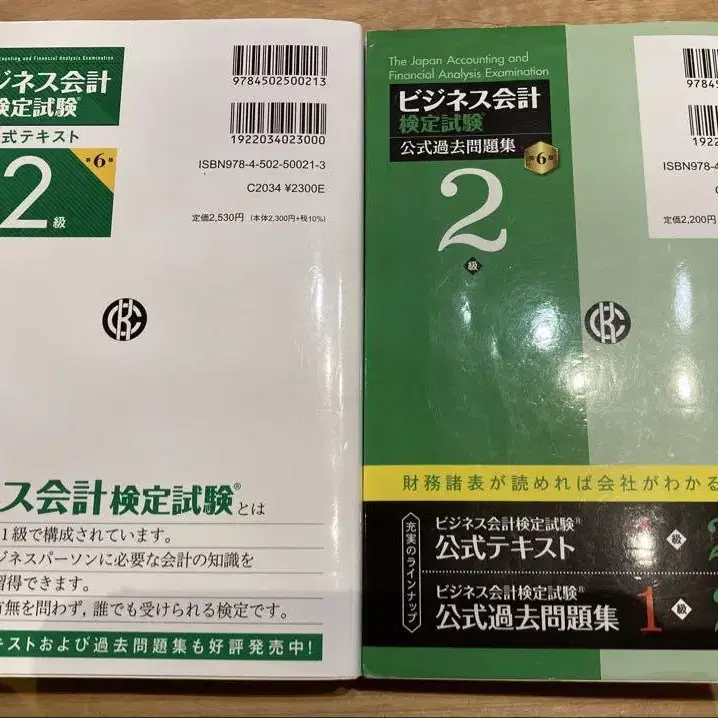 ccounting and Financial Analysis Examination
ジネス会計
検定試験®
式テキスト
第6版
2級
9784502500213
1922034023000
ISBN978-4-502-50021-3
C2034 ¥2300E
定価2,530円 (本体2,300円+税10%)
ネス会計検定試験®とは
1級で構成されています。
ジネスパーソンに必要な会計の知識を
習得できます。
有無を問わず,誰でも受けられる検定です。
キストおよび過去問題集も好評発売中!
The Japan Accounting and
Financial Analysis Examination
ビジネス会計
検定試験®
公式過去問題集
第6版
2
級
97845
19220
ISBN978-4
C
定価2,200円
財務諸表が読めれば会社がわかる
充実のラインナップ
ビジネス会計検定試験®
公式テキスト 1級 2
ビジネス会計検定試験®
公式過去問題集 1級 2